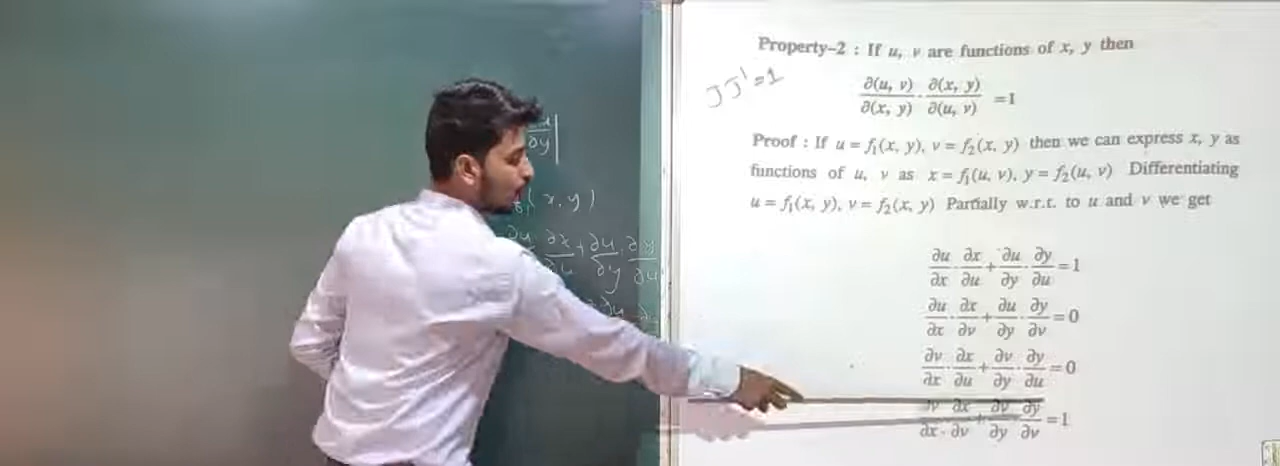 ∂y|
( x, y )
∂u ∂x/∂u + ∂u/∂y . ∂y/∂u
Property-2 : If u, v are functions of x, y then
JJ' = 1
∂(u, v)/∂(x, y) . ∂(x, y)/∂(u, v) = 1
Proof : If u = f₁(x, y), v = f₂(x, y) then we can express x, y as
functions of u, v as x = f₁(u, v), y = f₂(u, v) Differentiating
u = f₁(x, y), v = f₂(x, y) Partially w.r.t. to u and v we get
∂u/∂x . ∂x/∂u + ∂u/∂y . ∂y/∂u = 1
∂u/∂x . ∂x/∂v + ∂u/∂y . ∂y/∂v = 0
∂v/∂x . ∂x/∂u + ∂v/∂y . ∂y/∂u = 0
∂v/∂x . ∂x/∂v + ∂v/∂y . ∂y/∂v = 1